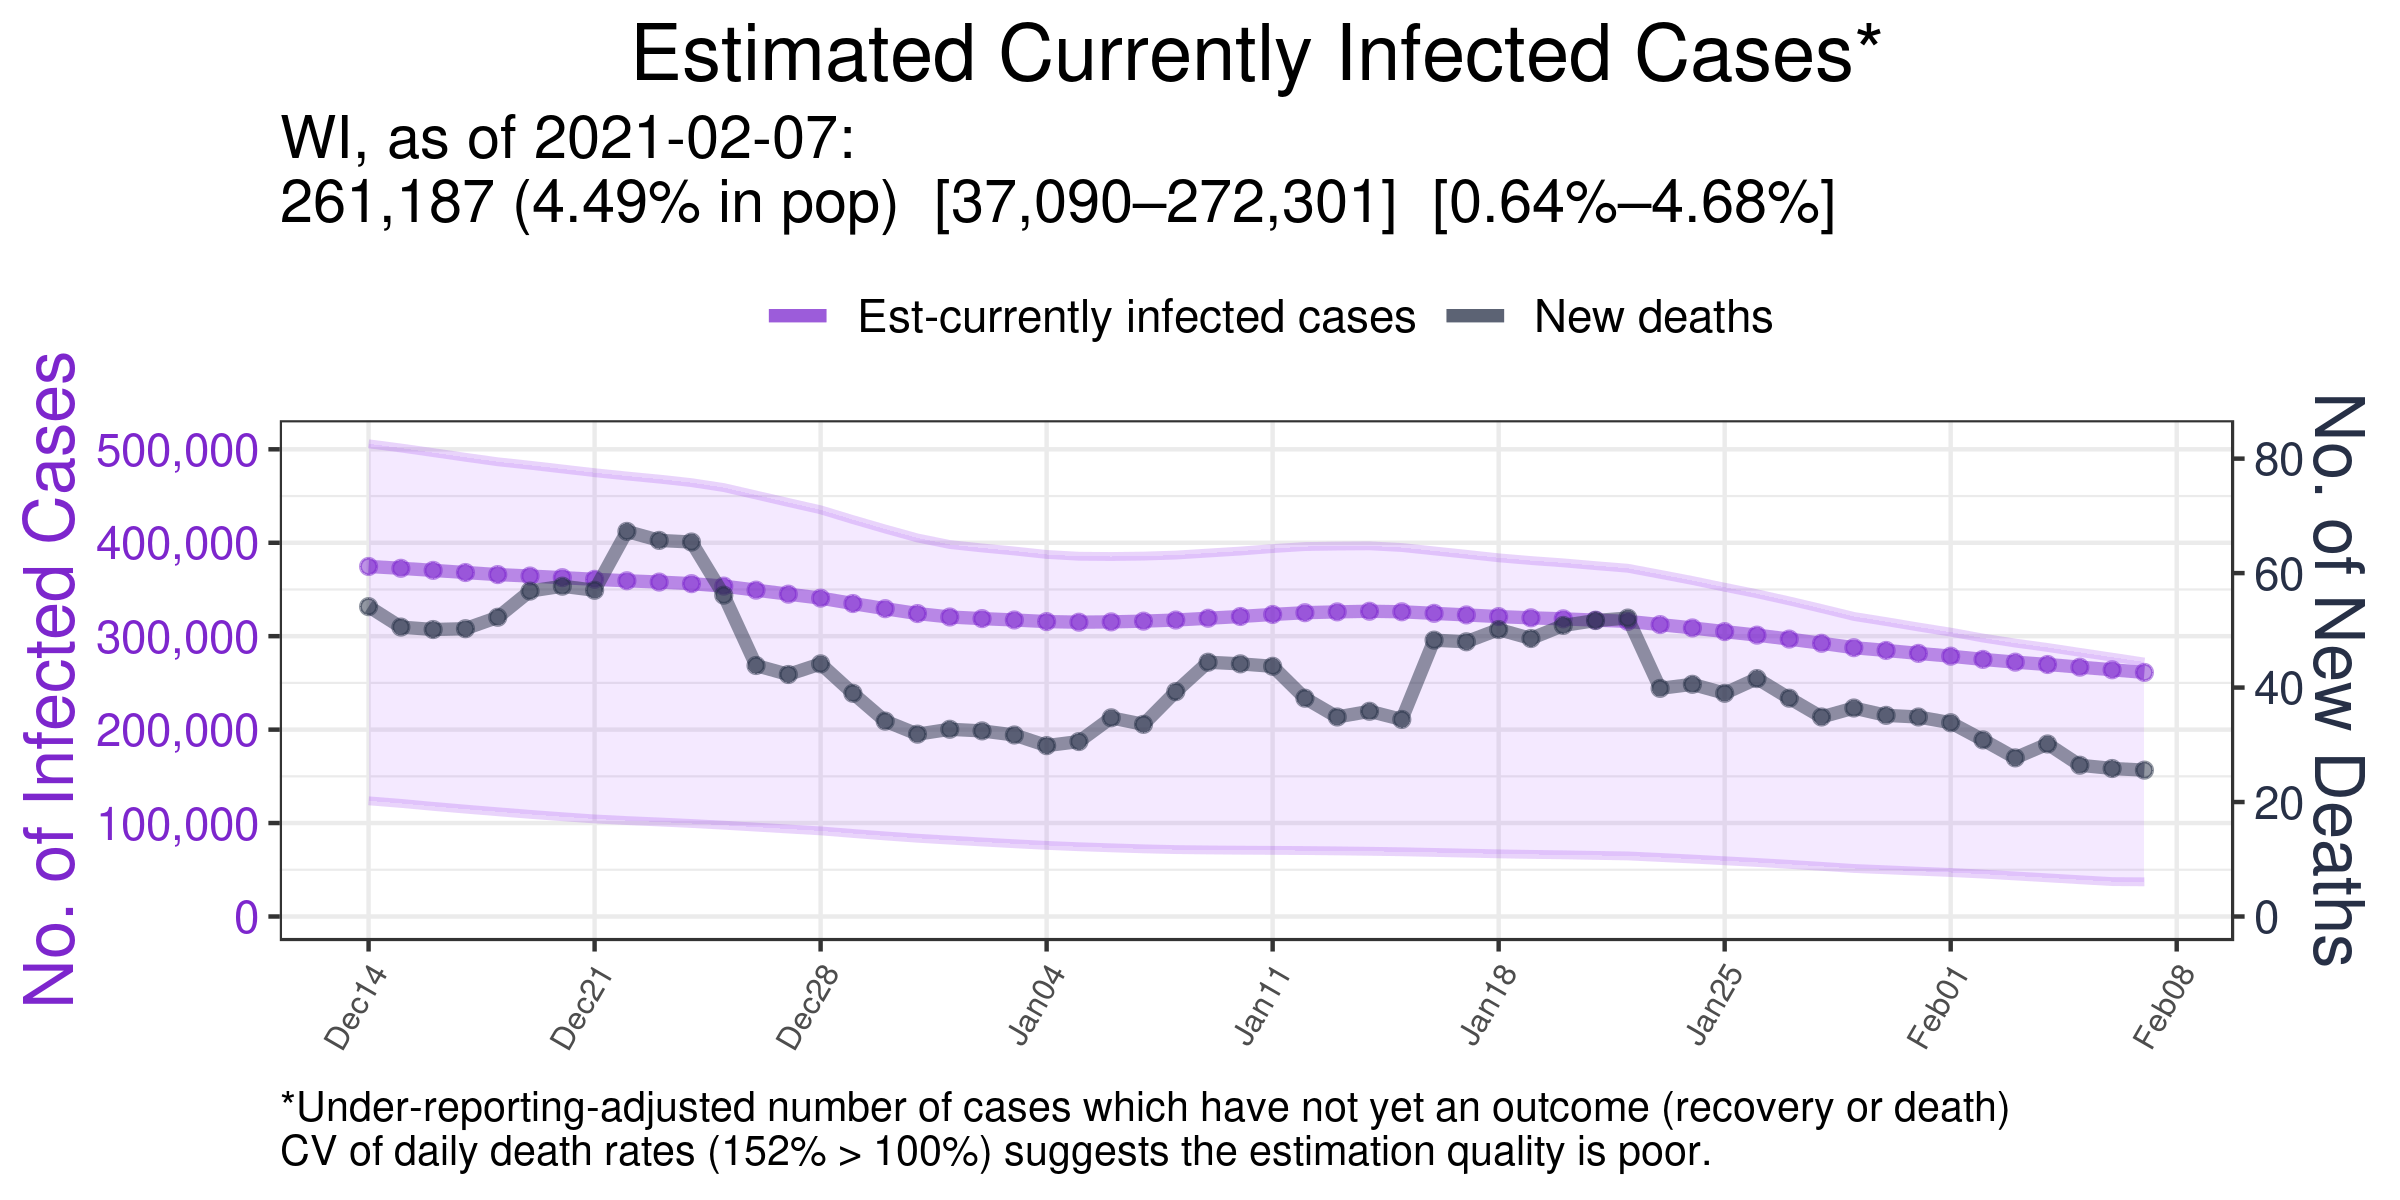 Estimated Currently Infected Cases*
WI, as of 2021-02-07:
261,187 (4.49% in pop)  [37,090–272,301]  [0.64%–4.68%]
Est-currently infected cases
New deaths
No. of Infected Cases
500,000
400,000
300,000
200,000
100,000
0
80
60
40
20
0
No. of New Deaths
Dec14
Dec21
Dec28
Jan04
Jan11
Jan18
Jan25
Feb01
Feb08
*Under-reporting-adjusted number of cases which have not yet an outcome (recovery or death)
CV of daily death rates (152% > 100%) suggests the estimation quality is poor.